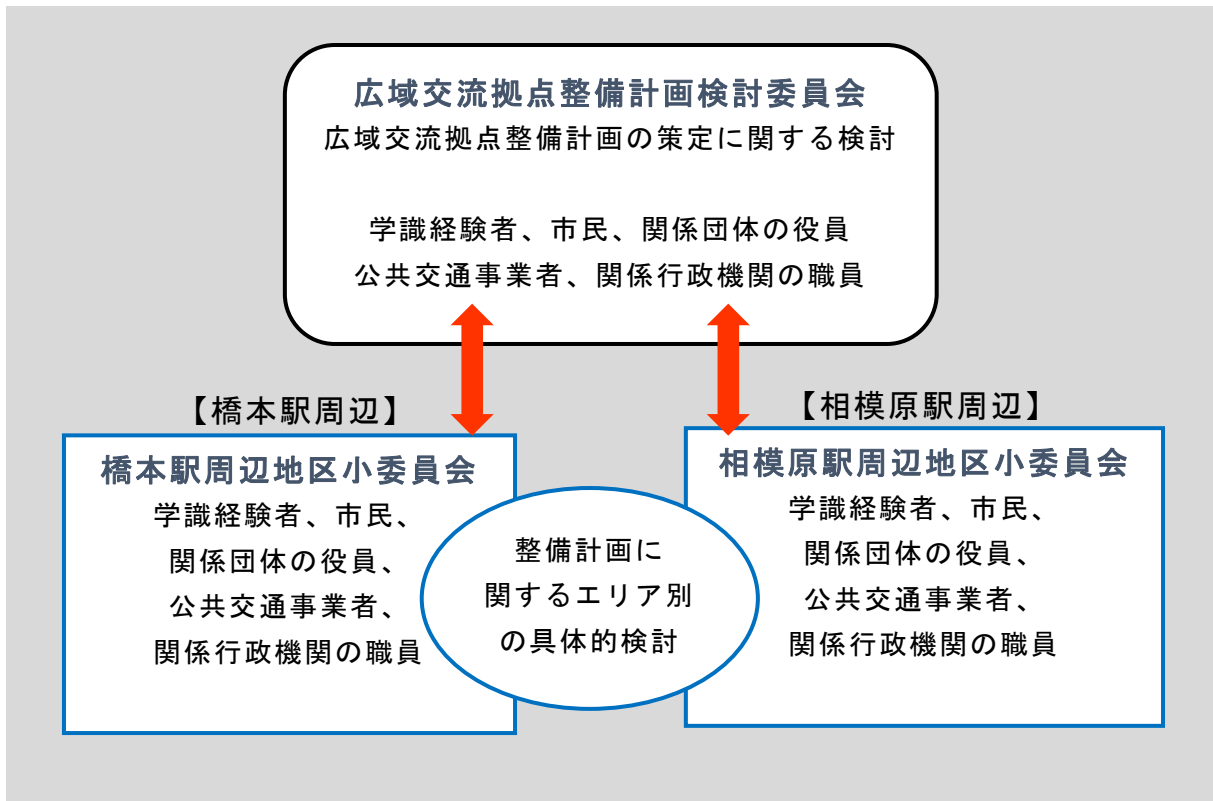 広域交流拠点整備計画検討委員会
広域交流拠点整備計画の策定に関する検討
学識経験者、市民、関係団体の役員
公共交通事業者、関係行政機関の職員
【橋本駅周辺】
橋本駅周辺地区小委員会
学識経験者、市民、
関係団体の役員、
公共交通事業者、
関係行政機関の職員
整備計画に
関するエリア別
の具体的検討
【相模原駅周辺】
相模原駅周辺地区小委員会
学識経験者、市民、
関係団体の役員、
公共交通事業者、
関係行政機関の職員